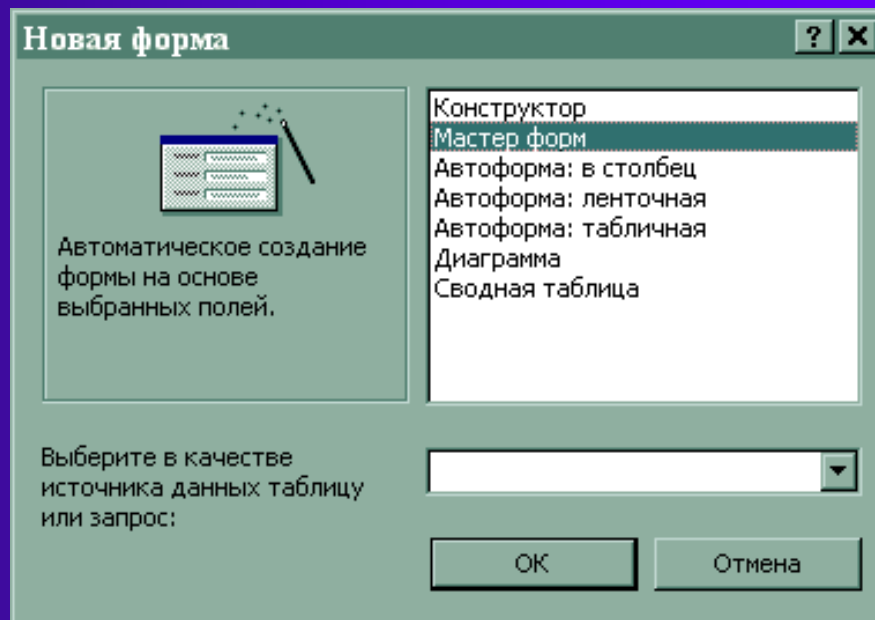 Новая форма
Конструктор
Мастер форм
Автоформа: в столбец
Автоформа: ленточная
Автоформа: табличная
Диаграмма
Сводная таблица
Автоматическое создание
формы на основе
выбранных полей.
Выберите в качестве
источника данных таблицу
или запрос:
ОК
Отмена